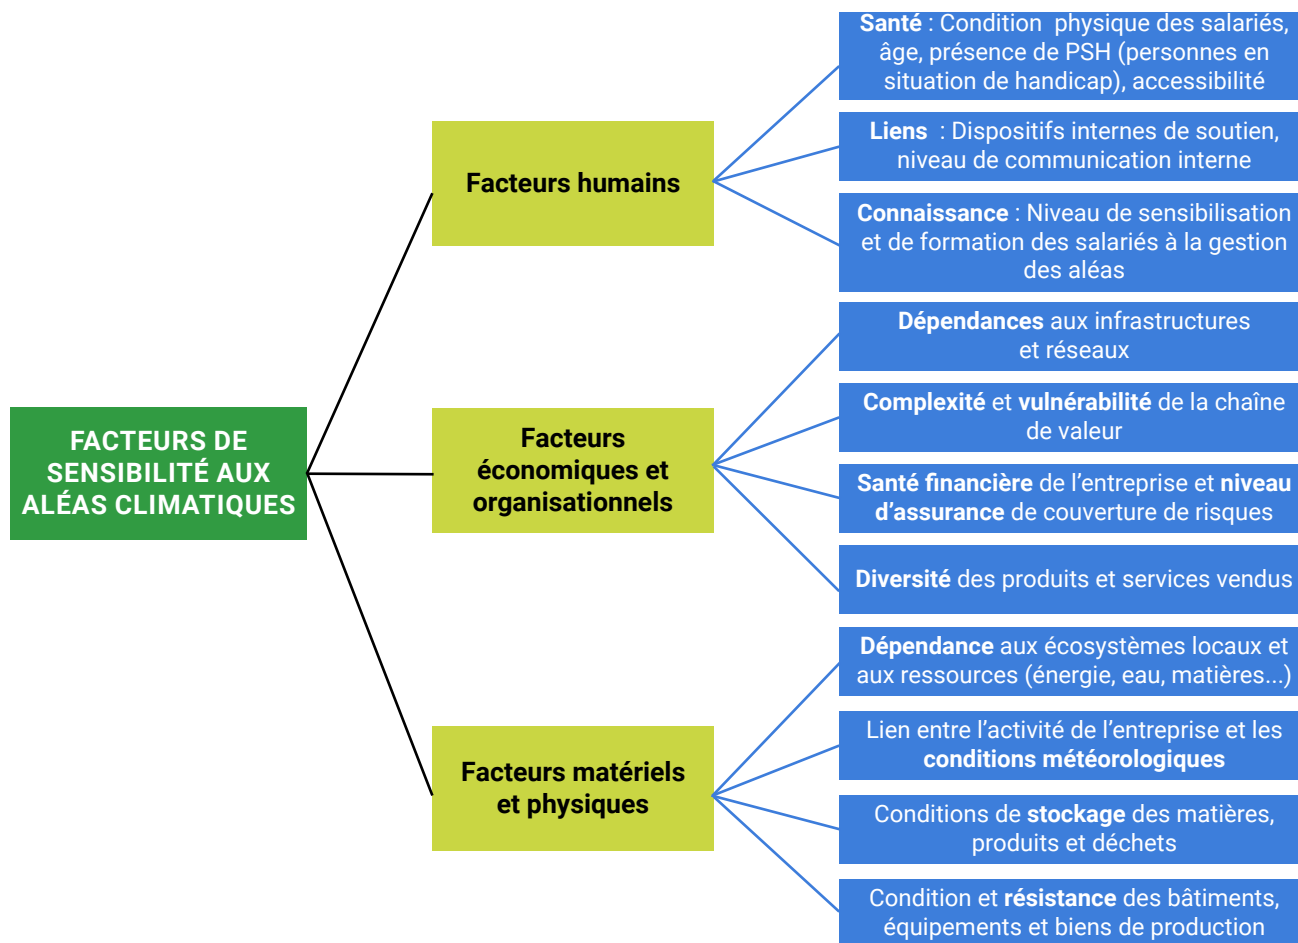 FACTEURS DE
SENSIBILITÉ AUX
ALÉAS CLIMATIQUES
Facteurs humains
Santé : Condition physique des salariés,
âge, présence de PSH (personnes en
situation de handicap), accessibilité
Liens : Dispositifs internes de soutien,
niveau de communication interne
Connaissance : Niveau de sensibilisation
et de formation des salariés à la gestion
des aléas
Facteurs
économiques et
organisationnels
Dépendances aux infrastructures
et réseaux
Complexité et vulnérabilité de la chaîne
de valeur
Santé financière de l’entreprise et niveau
d’assurance de couverture de risques
Diversité des produits et services vendus
Facteurs matériels
et physiques
Dépendance aux écosystèmes locaux et
aux ressources (énergie, eau, matières...)
Lien entre l’activité de l’entreprise et les
conditions météorologiques
Conditions de stockage des matières,
produits et déchets
Condition et résistance des bâtiments,
équipements et biens de production